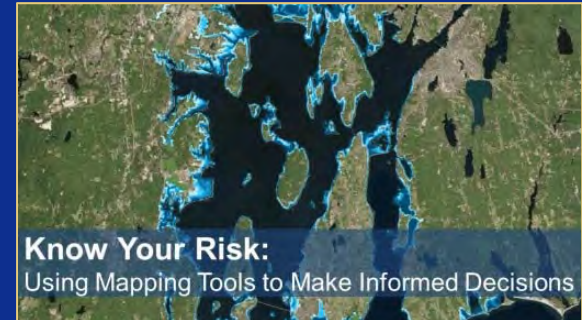 Know Your Risk:
Using Mapping Tools to Make Informed Decisions